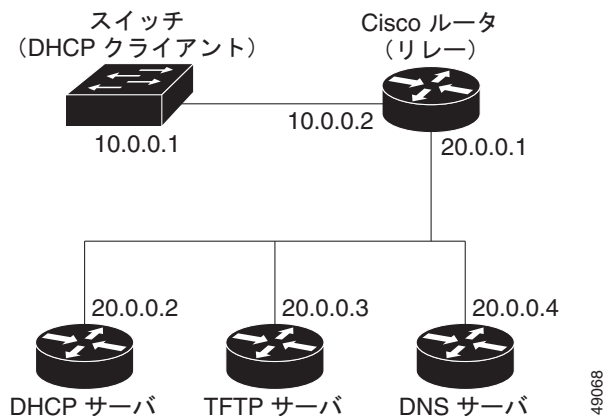 スイッチ
(DHCP クライアント)
Cisco ルータ
(リレー)
10.0.0.1
10.0.0.2
20.0.0.1
20.0.0.2
20.0.0.3
20.0.0.4
DHCP サーバ
TFTP サーバ
DNS サーバ
49068